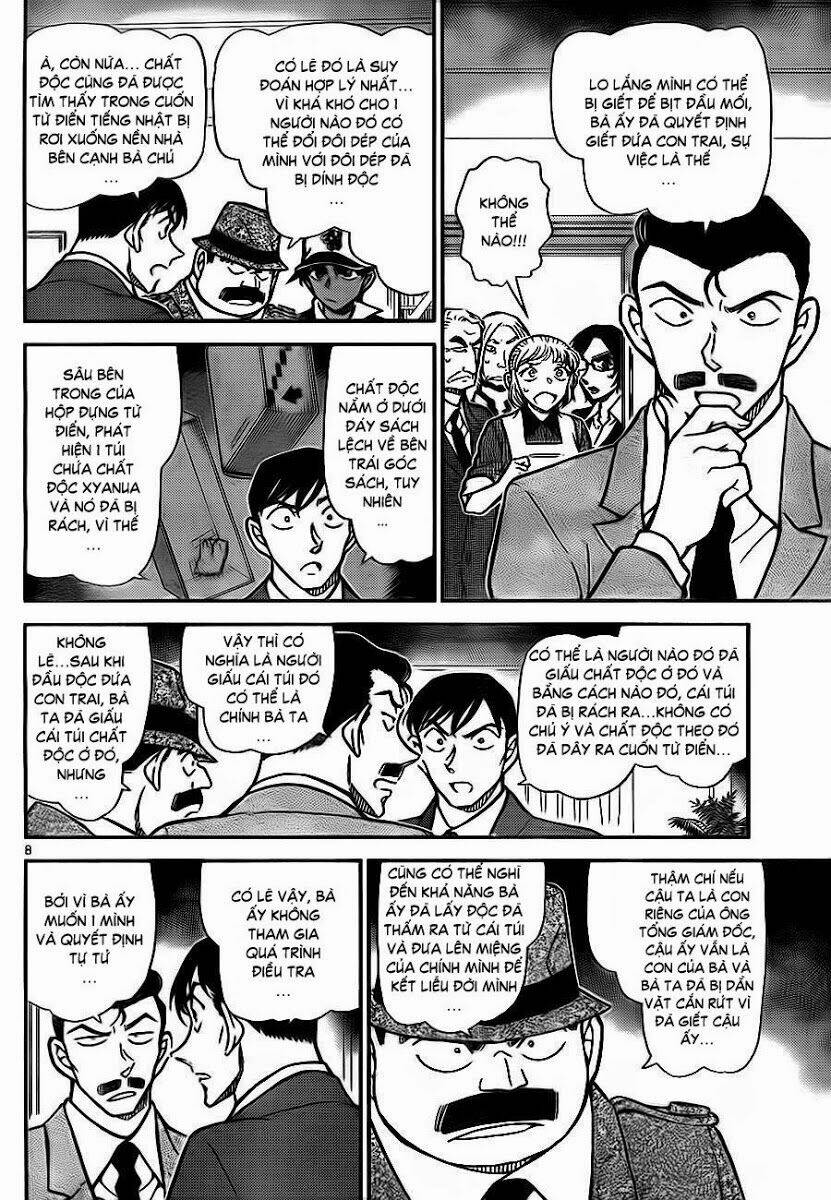 LO LẮNG MÌNH CÓ THỂ
BỊ GIẾT ĐỂ BỊT ĐẦU MỐI,
BÀ ẤY ĐÃ QUYẾT ĐỊNH
GIẾT ĐỨA CON TRAI, SỰ
VIỆC LÀ THẾ
...
KHÔNG
THỂ
NÀO!!!
CÓ LẼ ĐÓ LÀ SUY
ĐOÁN HỢP LÝ NHẤT...
VÌ KHÁ KHÓ CHO 1
NGƯỜI NÀO ĐÓ CÓ
THỂ ĐỔI ĐÔI DÉP CỦA
MÌNH VỚI ĐÔI DÉP ĐÃ
BỊ DÍNH ĐỘC
...
À, CÒN NỮA... CHẤT
ĐỘC CŨNG ĐÃ ĐƯỢC
TÌM THẤY TRONG CUỐN
TỪ ĐIỂN TIẾNG NHẬT BỊ
RƠI XUỐNG NỀN NHÀ
BÊN CẠNH BÀ CHỦ
...
CHẤT ĐỘC
NẰM Ở DƯỚI
ĐÁY SÁCH
LỆCH VỀ BÊN
TRÁI GÓC
SÁCH, TUY
NHIÊN
...
SÂU BÊN
TRONG CỦA
HỘP ĐỰNG TỪ
ĐIỂN, PHÁT
HIỆN 1 TÚI
CHỨA CHẤT
ĐỘC XYANUA
VÀ NÓ ĐÃ BỊ
RÁCH, VÌ THẾ
...
CÓ THỂ LÀ NGƯỜI NÀO ĐÓ ĐÃ
GIẤU CHẤT ĐỘC Ở ĐÓ VÀ
BẰNG CÁCH NÀO ĐÓ, CÁI TÚI
ĐÃ BỊ RÁCH RA...KHÔNG CÓ
CHÚ Ý VÀ CHẤT ĐỘC THEO ĐÓ
ĐÃ DÂY RA CUỐN TỪ ĐIỂN...
VẬY THÌ CÓ
NGHĨA LÀ NGƯỜI
GIẤU CÁI TÚI ĐÓ
CÓ THỂ LÀ
CHÍNH BÀ TA
...
KHÔNG
LẼ...SAU KHI
ĐẦU ĐỘC ĐỨA
CON TRAI, BÀ
TA ĐÃ GIẤU
CÁI TÚI CHẤT
ĐỘC Ở ĐÓ,
NHƯNG
...
8
THẬM CHÍ NẾU
CẬU TA LÀ CON
RIÊNG CỦA ÔNG
TỔNG GIÁM ĐỐC,
CẬU ẤY VẪN LÀ
CON CỦA BÀ VÀ
BÀ TA ĐÃ BỊ DẰN
VẶT CẮN RỨT VÌ
ĐÃ GIẾT CẬU
ẤY...
CŨNG CÓ THỂ NGHĨ
ĐẾN KHẢ NĂNG BÀ
ẤY ĐÃ LẤY ĐỘC ĐÃ
THẤM RA TỪ CÁI TÚI
VÀ ĐƯA LÊN MIỆNG
CỦA CHÍNH MÌNH ĐỂ
KẾT LIỄU ĐỜI MÌNH
...
CÓ LẼ VẬY, BÀ
ẤY KHÔNG
THAM GIA
QUÁ TRÌNH
ĐIỀU TRA
...
BỞI VÌ BÀ ẤY
MUỐN 1 MÌNH
VÀ QUYẾT ĐỊNH
TỰ TỬ
...